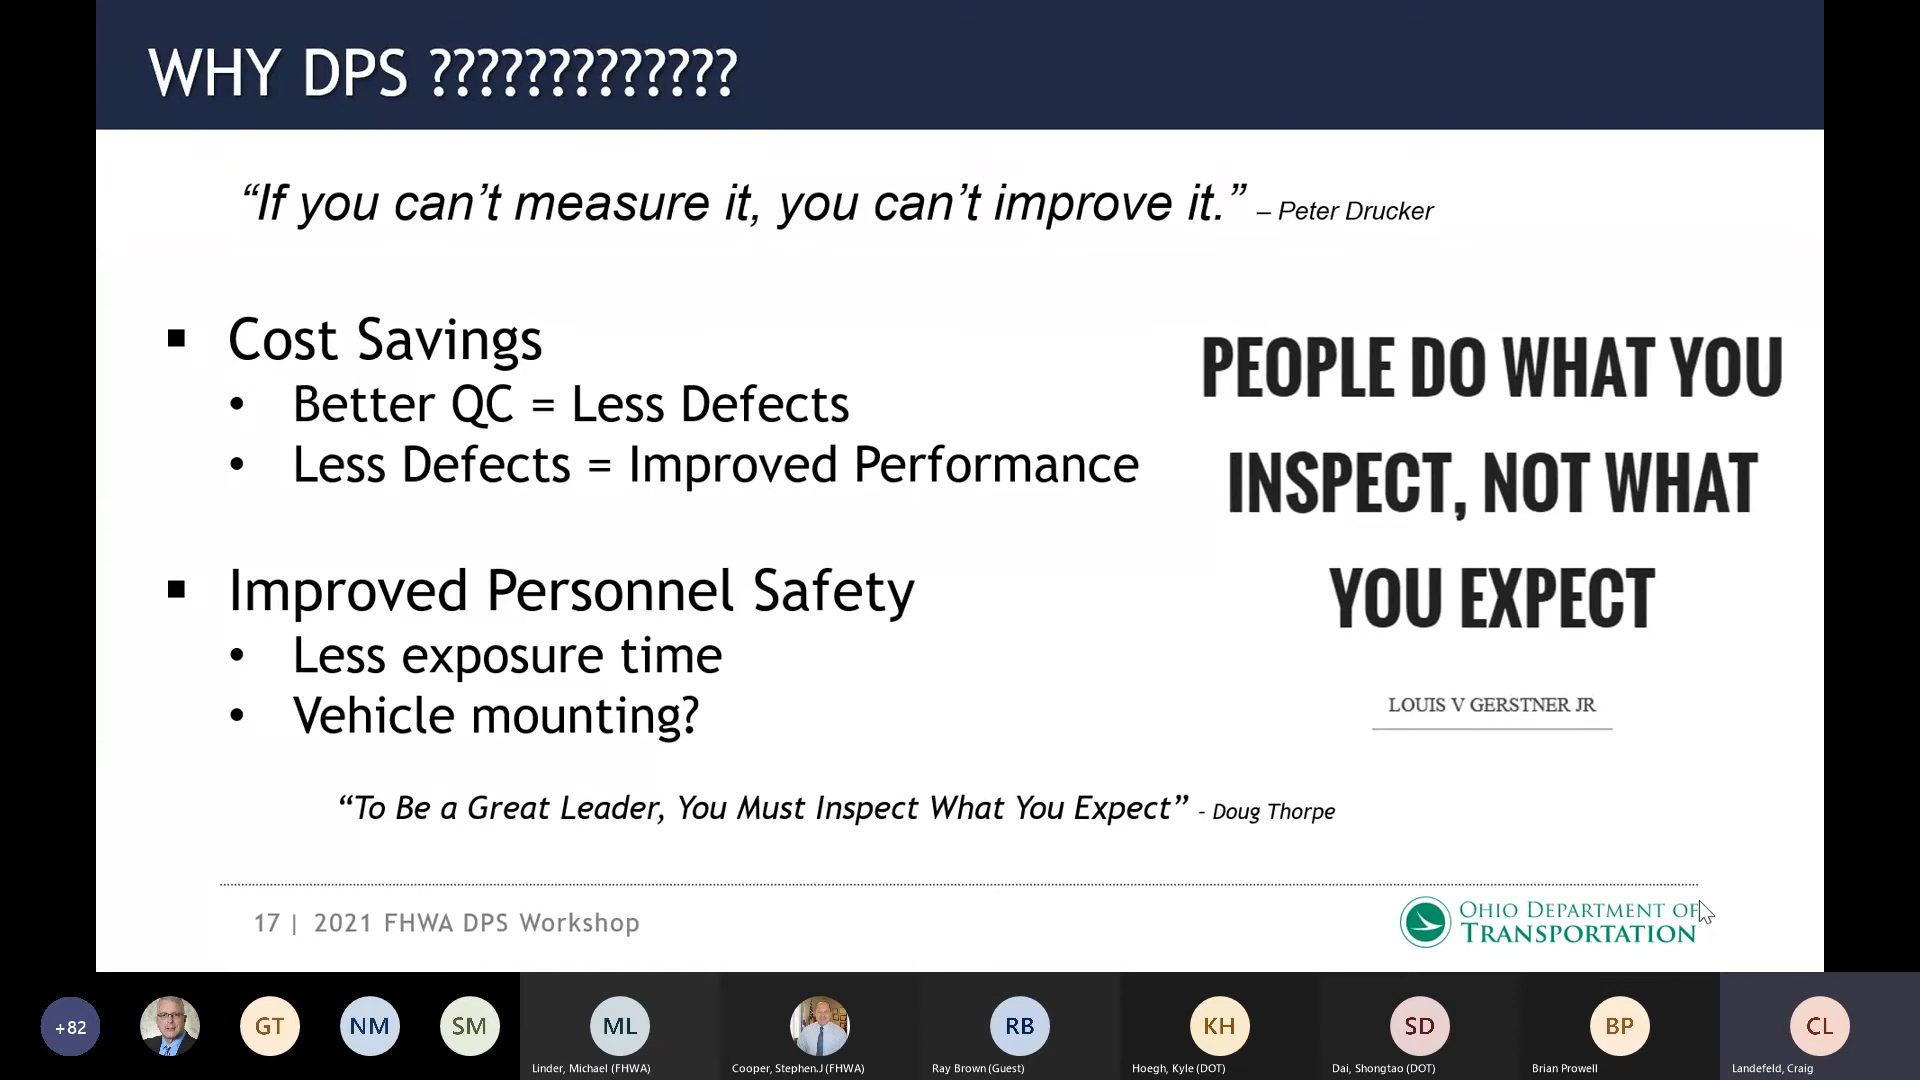 WHY DPS ?????????????
“If you can’t measure it, you can’t improve it.” – Peter Drucker
▪ Cost Savings
• Better QC = Less Defects
• Less Defects = Improved Performance
▪ Improved Personnel Safety
• Less exposure time
• Vehicle mounting?
PEOPLE DO WHAT YOU
INSPECT, NOT WHAT
YOU EXPECT
LOUIS V GERSTNER JR
“To Be a Great Leader, You Must Inspect What You Expect” - Doug Thorpe
17 | 2021 FHWA DPS Workshop
OHIO DEPARTMENT OF
TRANSPORTATION
+82
GT
NM
SM
ML
RB
KH
SD
BP
CL
Linder, Michael (FHWA)
Cooper, Stephen.J (FHWA)
Ray Brown (Guest)
Hoegh, Kyle (DOT)
Dai, Shongtao (DOT)
Brian Prowell
Landefeld, Craig